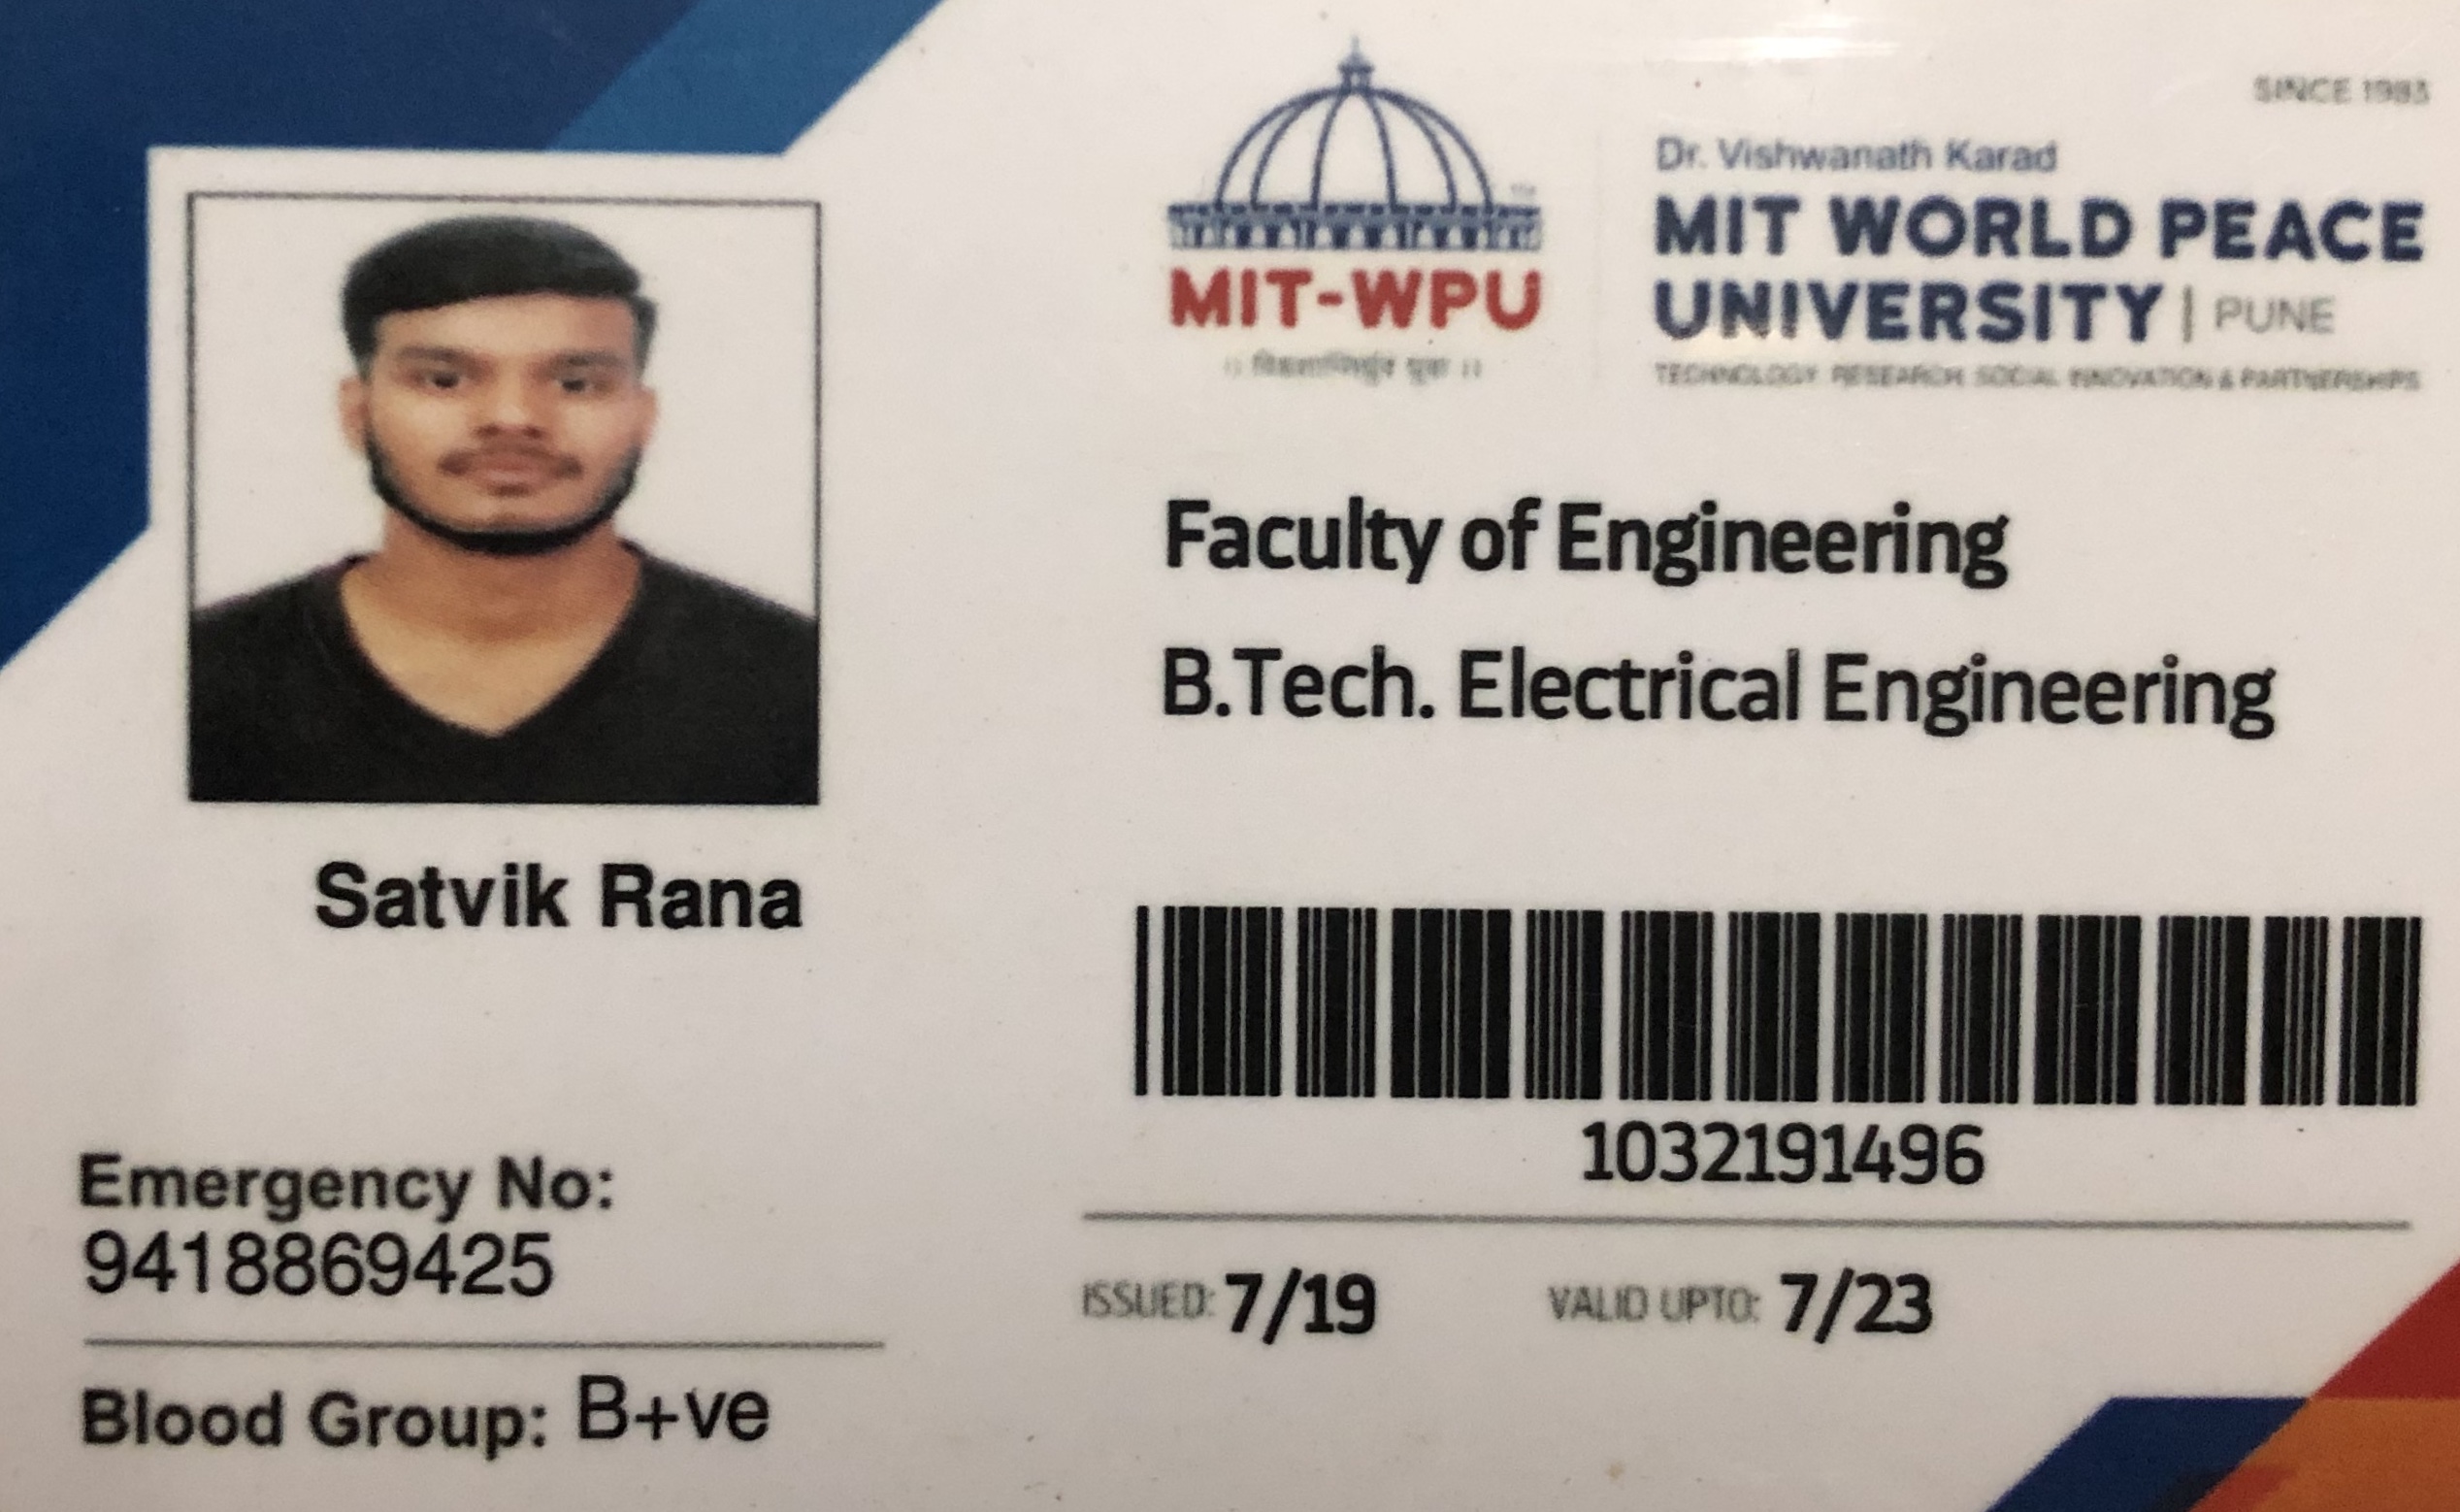 SINCE 1983
Dr. Vishwanath Karad
MIT WORLD PEACE
UNIVERSITY | PUNE
TECHNOLOGY, RESEARCH, SOCIAL INNOVATION & PARTNERSHIPS
MIT-WPU
Faculty of Engineering
B.Tech. Electrical Engineering
Satvik Rana
1032191496
Emergency No:
9418869425
ISSUED: 7/19 VALID UPTO: 7/23
Blood Group: B+ve